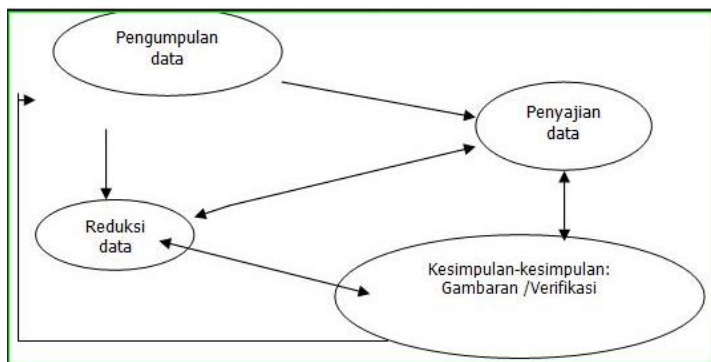 Pengumpulan
data
Penyajian
data
Reduksi
data
Kesimpulan-kesimpulan:
Gambaran /Verifikasi